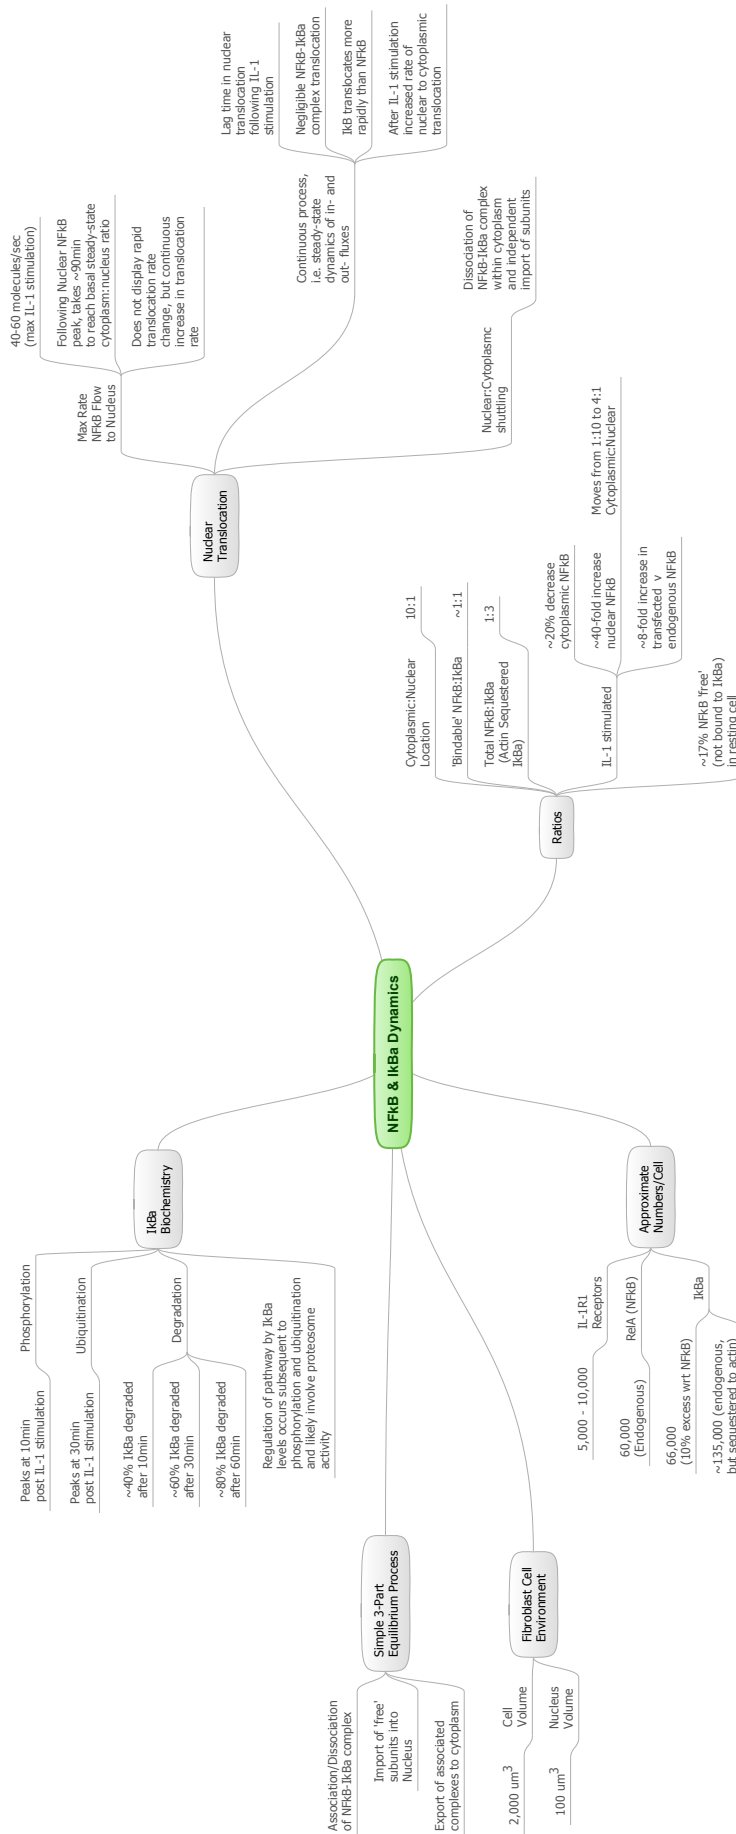 NFkB & IkBa Dynamics
IkBa
Biochemistry
Phosphorylation
Peaks at 10min
post IL-1 stimulation
Ubiquitination
Peaks at 30min
post IL-1 stimulation
Degradation
~40% IkBa degraded
after 10min
~60% IkBa degraded
after 30min
~80% IkBa degraded
after 60min
Regulation of pathway by IkBa
levels occurs subsequent to
phosphorylation and ubiquitination
and likely involve proteosome
activity
Simple 3-Part
Equilibrium Process
Association/Dissociation
of NFkB-IkBa complex
Import of 'free'
subunits into
Nucleus
Export of associated
complexes to cytoplasm
Fibroblast Cell
Environment
Cell
Volume
2,000 um3
Nucleus
Volume
100 um3
Approximate
Numbers/Cell
IL-1R1
Receptors
5,000 - 10,000
RelA (NFkB)
60,000
(Endogenous)
IkBa
66,000
(10% excess wrt NFkB)
~135,000 (endogenous,
but sequestered to actin)
Nuclear
Translocation
Max Rate
NFkB Flow
to Nucleus
40-60 molecules/sec
(max IL-1 stimulation)
Following Nuclear NFkB
peak, takes ~90min
to reach basal steady-state
cytoplasm:nucleus ratio
Does not display rapid
translocation rate
change, but continuous
increase in translocation
rate
Continuous process,
i.e. steady-state
dynamics of in- and
out- fluxes
Lag time in nuclear
translocation
following IL-1
stimulation
Negligible NFkB-IkBa
complex translocation
IkB translocates more
rapidly than NFkB
After IL-1 stimulation
increased rate of
nuclear to cytoplasmic
translocation
Nuclear:Cytoplasmc
shuttling
Dissociation of
NFkB-IkBa complex
within cytoplasm
and independent
import of subunits
Ratios
Cytoplasmic:Nuclear
Location
10:1
'Bindable' NFkB:IkBa
~1:1
Total NFkB:IkBa
(Actin Sequestered
IkBa)
1:3
IL-1 stimulated
~20% decrease
cytoplasmic NFkB
~40-fold increase
nuclear NFkB
Moves from 1:10 to 4:1
Cytoplasmic:Nuclear
~8-fold increase in
transfected v
endogenous NFkB
~17% NFkB 'free'
(not bound to IkBa)
in resting cell